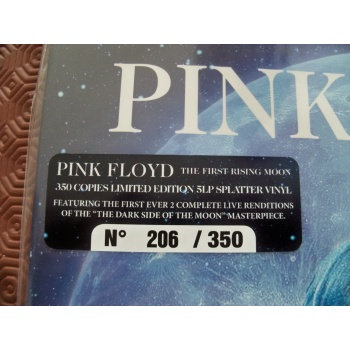 PINK
PINK FLOYD THE FIRST RISING MOON
350 COPIES LIMITED EDITION 5LP SPLATTER VINYL
FEATURING THE FIRST EVER 2 COMPLETE LIVE RENDITIONS
OF THE "THE DARK SIDE OF THE MOON" MASTERPIECE.
N° 206 / 350